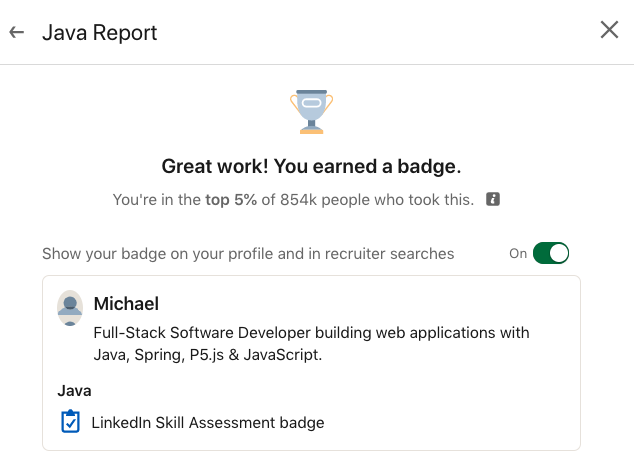 Java Report
Great work! You earned a badge.
You're in the top 5% of 854k people who took this.
Show your badge on your profile and in recruiter searches
On
Michael
Full-Stack Software Developer building web applications with
Java, Spring, P5.js & JavaScript.
Java
LinkedIn Skill Assessment badge